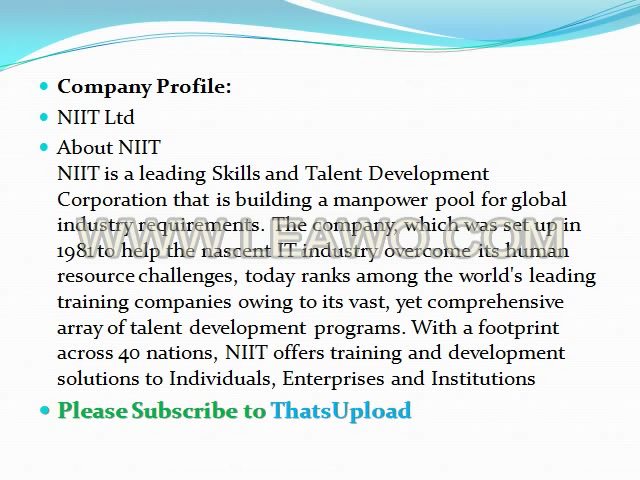 Company Profile:
NIIT Ltd
About NIIT
NIIT is a leading Skills and Talent Development
Corporation that is building a manpower pool for global
industry requirements. The company, which was set up in
WWW.LEAWO.COM
1981 to help the nascent IT industry overcome its human
resource challenges, today ranks among the world's leading
training companies owing to its vast, yet comprehensive
array of talent development programs. With a footprint
across 40 nations, NIIT offers training and development
solutions to Individuals, Enterprises and Institutions
Please Subscribe to ThatsUpload